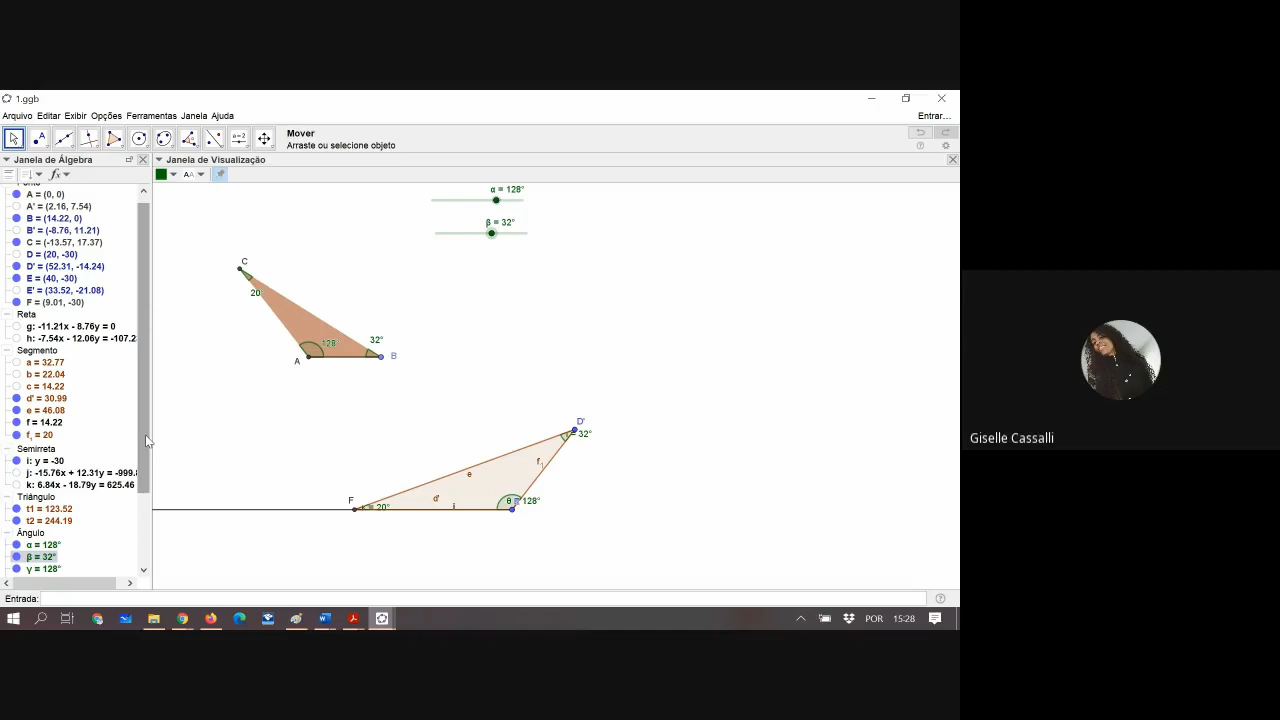 1.ggb
Arquivo Editar Exibir Opções Ferramentas Janela Ajuda
Entrar…
Mover
Arraste ou selecione objeto
Janela de Álgebra
Janela de Visualização
A = (0, 0)
A' = (2.16, 7.54)
B = (14.22, 0)
B' = (-8.76, 11.21)
C = (-13.57, 17.37)
D = (20, -30)
D' = (52.31, -14.24)
E = (40, -30)
E' = (33.52, -21.08)
F = (9.01, -30)
Reta
g: -11.21x - 8.76y = 0
h: -7.54x - 12.06y = -107.2
Segmento
a = 32.77
b = 22.04
c = 14.22
d' = 30.99
e = 46.08
f = 14.22
f₁ = 20
Semirreta
i: y = -30
j: -15.76x + 12.31y = -999.
k: 6.84x - 18.79y = 625.46
Triângulo
t1 = 123.52
t2 = 244.19
Ângulo
α = 128°
β = 32°
γ = 128°
α = 128°
β = 32°
C
20
128°
32°
A
B
D'
= 32°
f₁
e
F
d'
= 20°
i
θ = 128°
Entrada:
POR
15:28
Giselle Cassalli